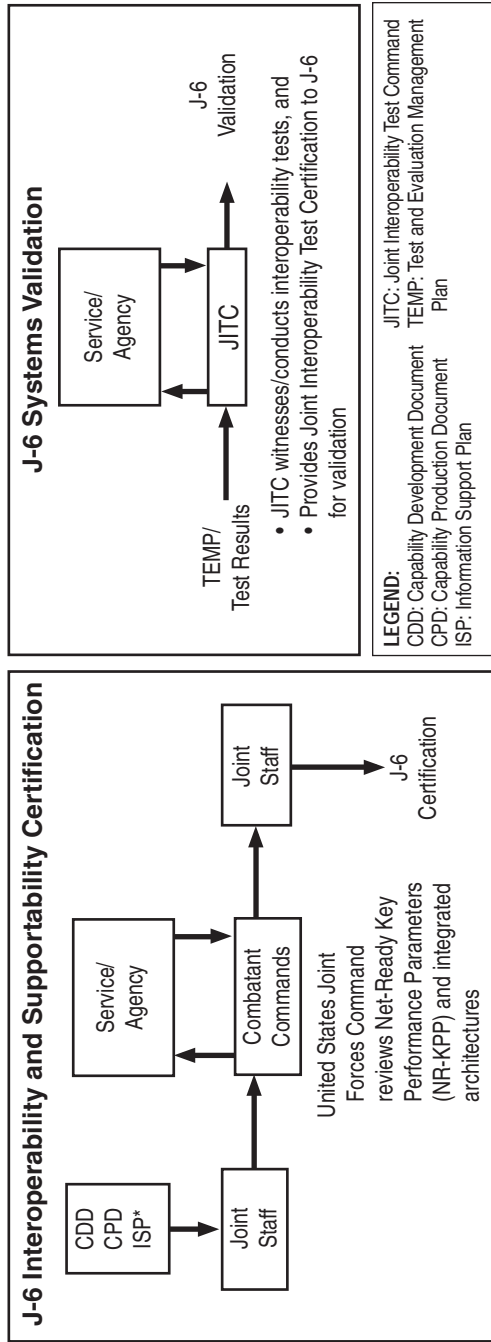 J-6 Interoperability and Supportability Certification
CDD
CPD
ISP*
Joint
Staff
Service/
Agency
Combatant
Commands
Joint
Staff
J-6
Certification
United States Joint
Forces Command
reviews Net-Ready Key
Performance Parameters
(NR-KPP) and integrated
architectures
J-6 Systems Validation
Service/
Agency
TEMP/
Test Results
JITC
J-6
Validation
• JITC witnesses/conducts interoperability tests, and
• Provides Joint Interoperability Test Certification to J-6
for validation
LEGEND:
CDD: Capability Development Document
CPD: Capability Production Document
ISP: Information Support Plan
JITC: Joint Interoperability Test Command
TEMP: Test and Evaluation Management
Plan